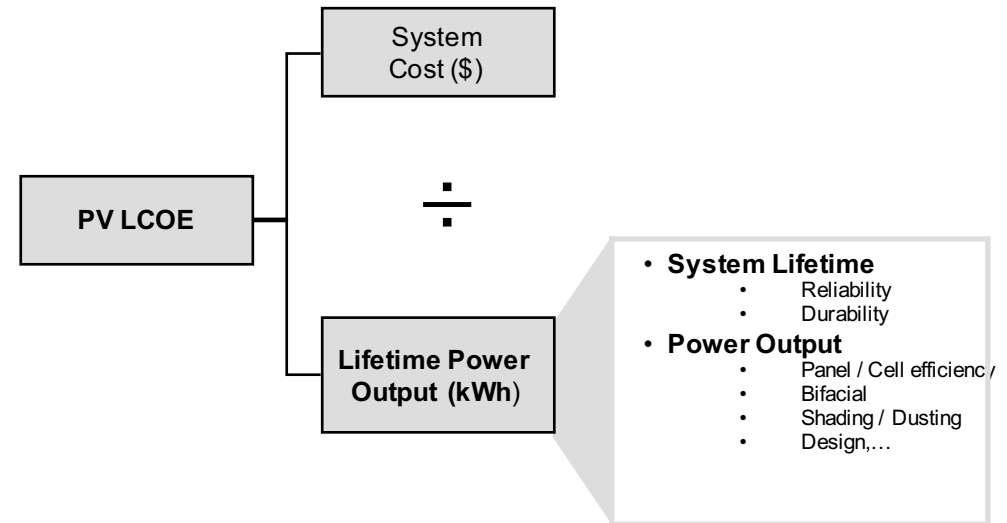 System
Cost ($)
PV LCOE
÷
Lifetime Power
Output (kWh)
• System Lifetime
• Reliability
• Durability
• Power Output
• Panel / Cell efficiency
• Bifacial
• Shading / Dusting
• Design,…